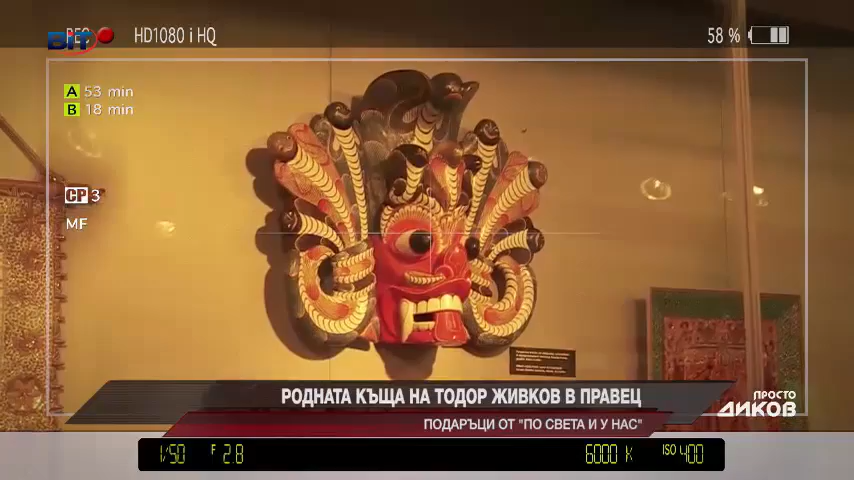 BiT
HD1080 i HQ
58 %
A 53 min
B 18 min
CP 3
MF
РОДНАТА КЪЩА НА ТОДОР ЖИВКОВ В ПРАВЕЦ
ПОДАРЪЦИ ОТ "ПО СВЕТА И У НАС"
ПРОСТО
ДИКОВ
1/50 F 2.8 6000 K ISO 400